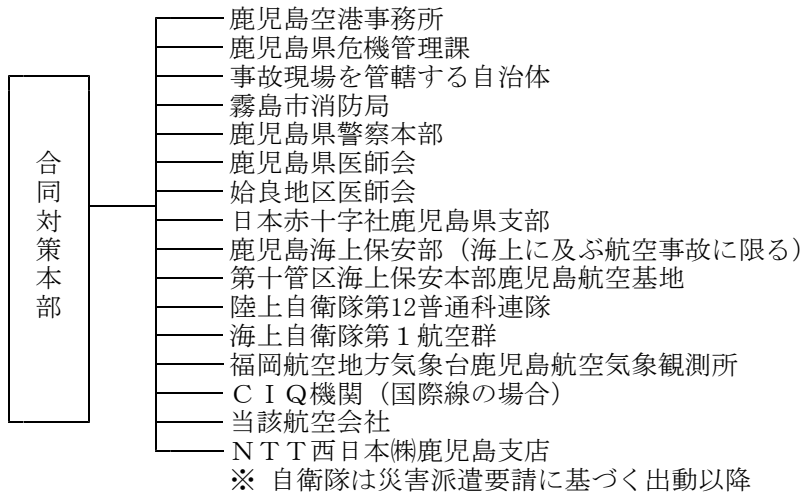 合同対策本部
鹿児島空港事務所
鹿児島県危機管理課
事故現場を管轄する自治体
霧島市消防局
鹿児島県警察本部
鹿児島県医師会
姶良地区医師会
日本赤十字社鹿児島県支部
鹿児島海上保安部（海上に及ぶ航空事故に限る）
第十管区海上保安本部鹿児島航空基地
陸上自衛隊第12普通科連隊
海上自衛隊第１航空群
福岡航空地方気象台鹿児島航空気象観測所
ＣＩＱ機関（国際線の場合）
当該航空会社
ＮＴＴ西日本㈱鹿児島支店
※ 自衛隊は災害派遣要請に基づく出動以降